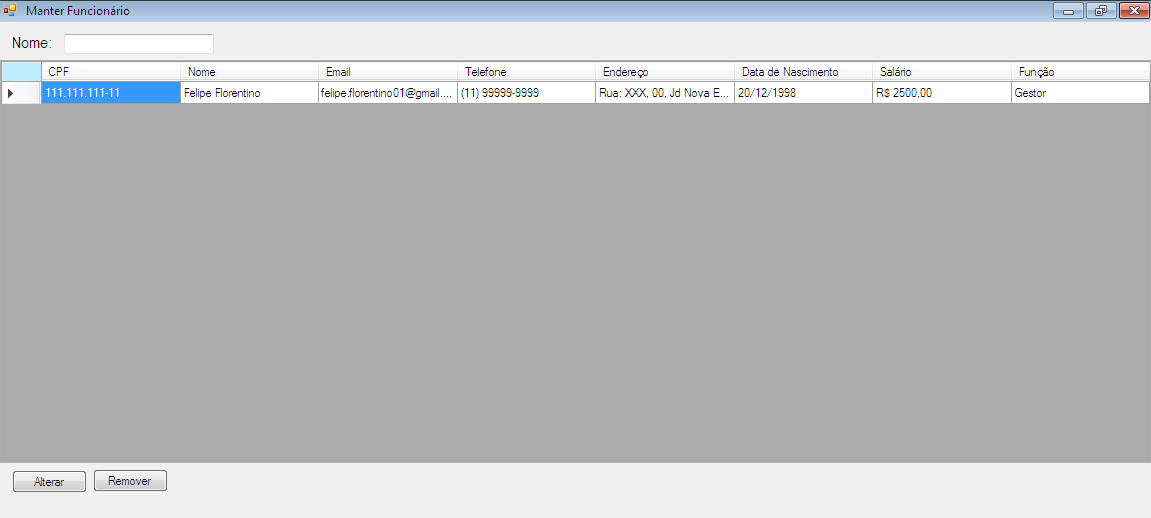 Manter Funcionário
Nome:
CPF Nome Email Telefone Endereço Data de Nascimento Salário Função
111.111.111-11 Felipe Florentino felipe.florentino01@gmail.... (11) 99999-9999 Rua: XXX, 00, Jd Nova E... 20/12/1998 R$ 2500,00 Gestor
Alterar Remover